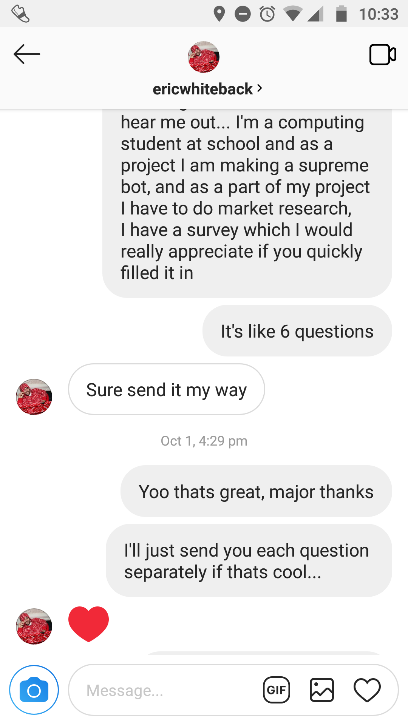 10:33
ericwhiteback >
hear me out... I'm a computing
student at school and as a
project I am making a supreme
bot, and as a part of my project
I have to do market research,
I have a survey which I would
really appreciate if you quickly
filled it in
It's like 6 questions
Sure send it my way
Oct 1, 4:29 pm
Yoo thats great, major thanks
I'll just send you each question
separately if thats cool...
Message...
GIF